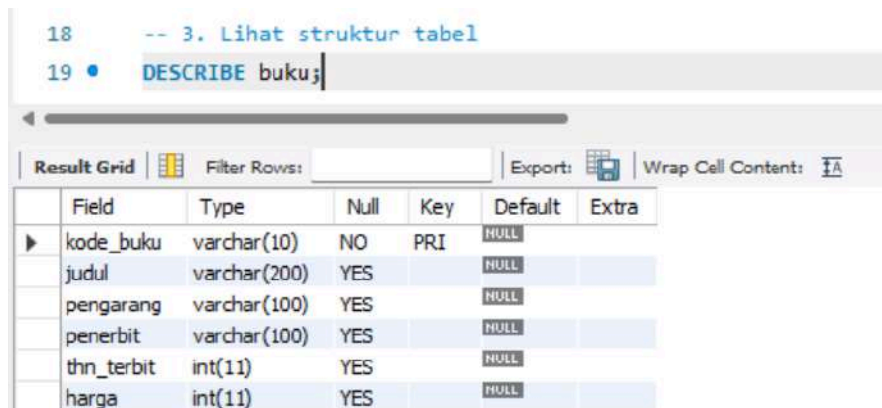 18 -- 3. Lihat struktur tabel
19 DESCRIBE buku;
Result Grid Filter Rows: Export: Wrap Cell Content: IA
Field Type Null Key Default Extra
kode_buku varchar(10) NO PRI NULL
judul varchar(200) YES NULL
pengarang varchar(100) YES NULL
penerbit varchar(100) YES NULL
thn_terbit int(11) YES NULL
harga int(11) YES NULL